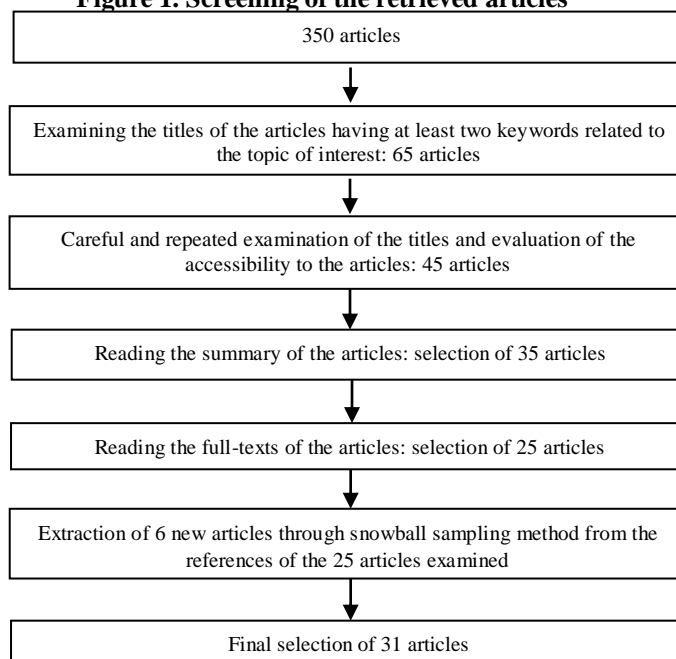 Figure 1. Screening of the retrieved articles
350 articles
Examining the titles of the articles having at least two keywords related to
the topic of interest: 65 articles
Careful and repeated examination of the titles and evaluation of the
accessibility to the articles: 45 articles
Reading the summary of the articles: selection of 35 articles
Reading the full-texts of the articles: selection of 25 articles
Extraction of 6 new articles through snowball sampling method from the
references of the 25 articles examined
Final selection of 31 articles